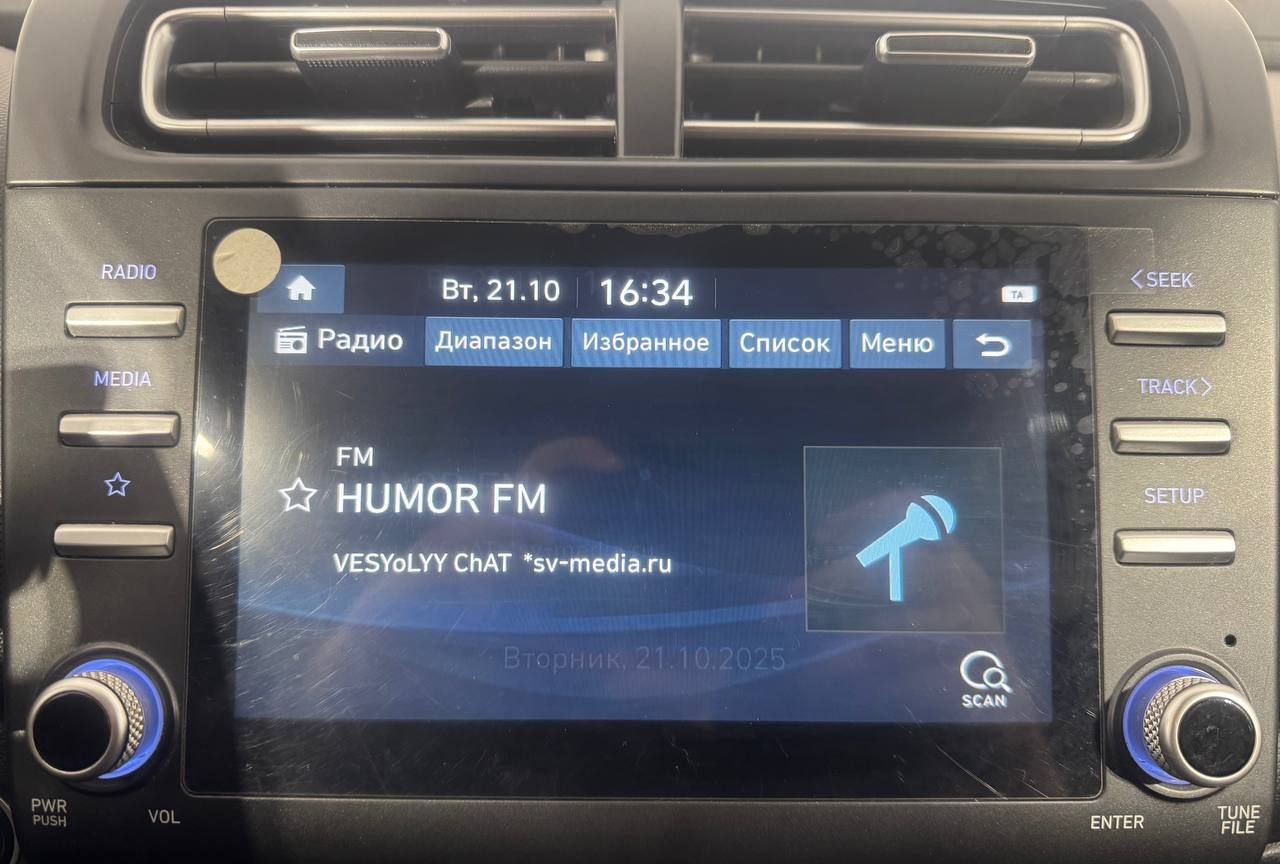 RADIO
MEDIA
PWR
PUSH
VOL
Вт, 21.10
16:34
TA
Радио
Диапазон
Избранное
Список
Меню
FM
HUMOR FM
VESYoLYY ChAT *sv-media.ru
Вторник, 21.10.2025
SCAN
SEEK
TRACK
SETUP
ENTER
TUNE
FILE